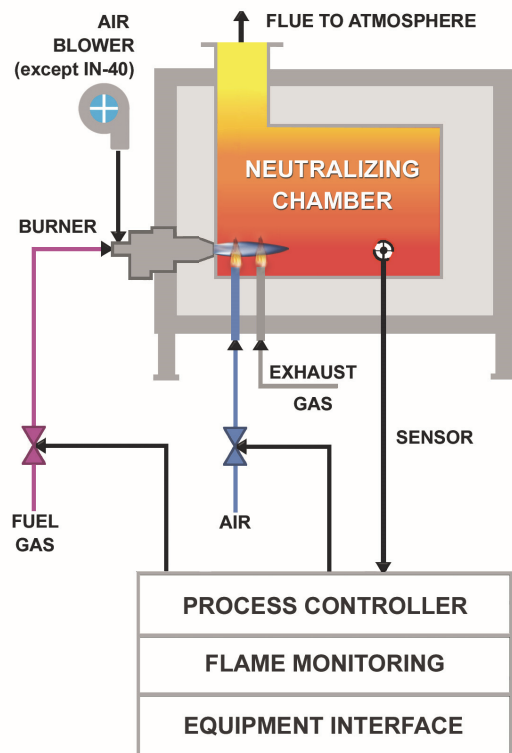 AIR
BLOWER
(except IN-40)
FLUE TO ATMOSPHERE
NEUTRALIZING
CHAMBER
BURNER
EXHAUST
GAS
SENSOR
FUEL
GAS
AIR
PROCESS CONTROLLER
FLAME MONITORING
EQUIPMENT INTERFACE